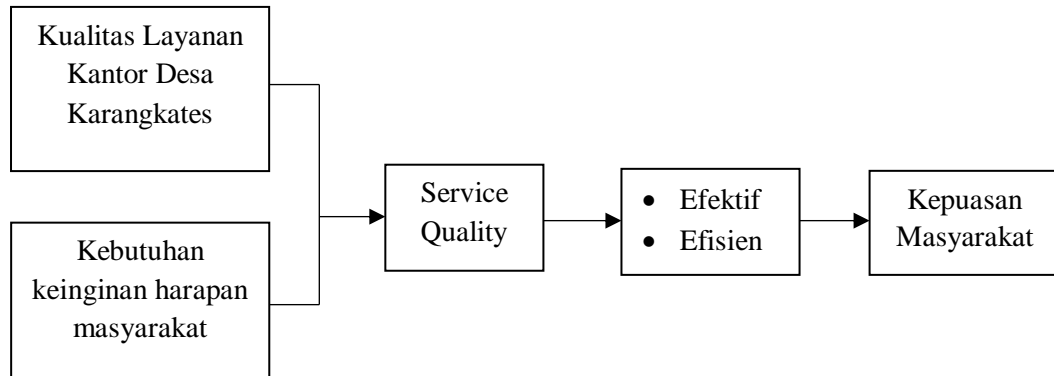 Kualitas Layanan
Kantor Desa
Karangkates
Kebutuhan
keinginan harapan
masyarakat
Service
Quality
• Efektif
• Efisien
Kepuasan
Masyarakat